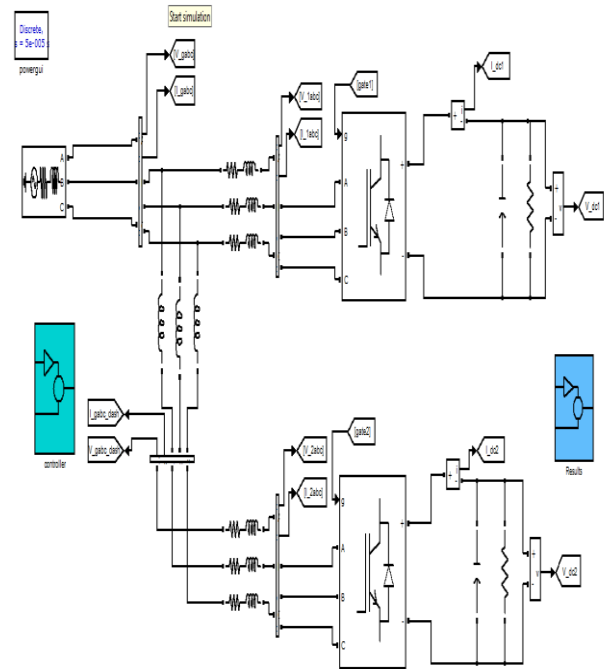 Start simulation
Discrete,
s = 5e-005 s
powergui
[V_gabc]
[I_gabc]
A
B
C
[V_1abc]
[I_1abc]
[gate1]
g
A
B
C
+
-
+
-
i
I_dc1
+
-
v
V_dc1
controller
I_gabc_dash
V_gabc_dash
Results
[V_2abc]
[I_2abc]
[gate2]
g
A
B
C
+
-
+
-
i
I_dc2
+
-
v
V_dc2